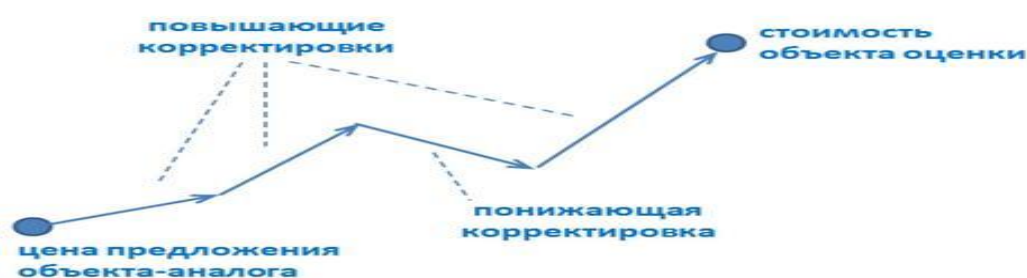 повышающие
корректировки
стоимость
объекта оценки
понижающая
корректировка
цена предложения
объекта-аналога